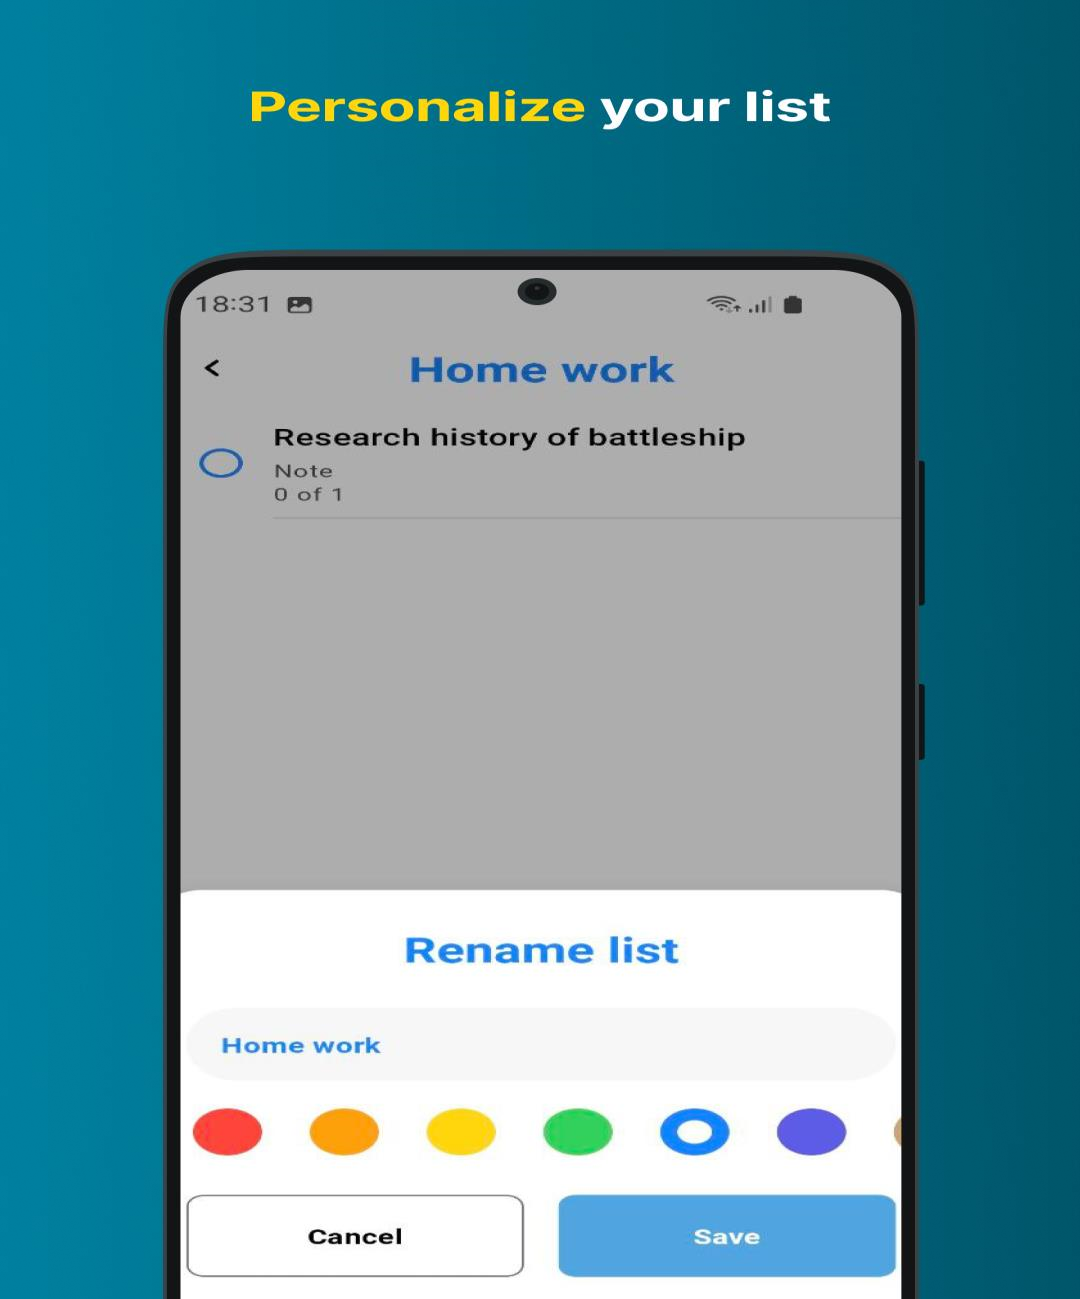 Personalize your list
18:31
Home work
Research history of battleship
Note
0 of 1
Rename list
Home work
Cancel
Save